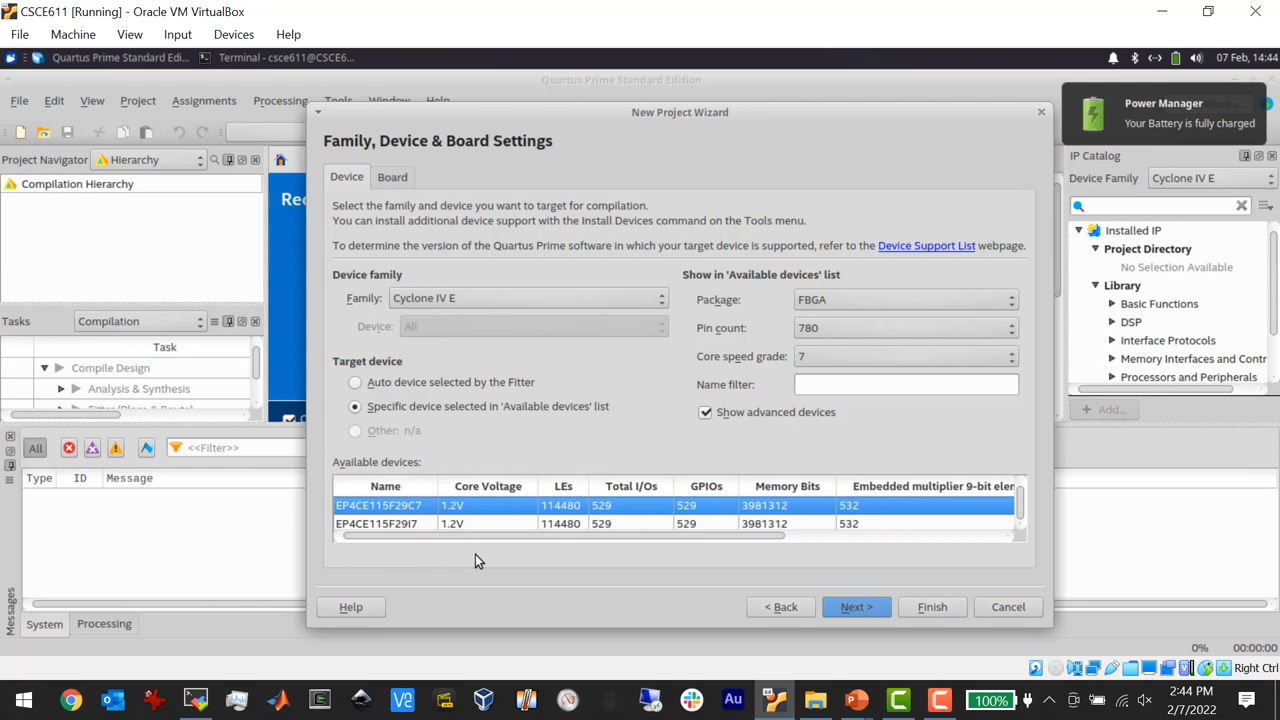 CSCE611 [Running] - Oracle VM VirtualBox
File Machine View Input Devices Help
Quartus Prime Standard Edi... Terminal - csce611@CSCE6... 07 Feb, 14:44
Quartus Prime Standard Edition
File Edit View Project Assignments Processing Tools Window Help
New Project Wizard
Power Manager
Your Battery is fully charged
Family, Device & Board Settings
Project Navigator Hierarchy
Compilation Hierarchy
Device Board
Select the family and device you want to target for compilation.
You can install additional device support with the Install Devices command on the Tools menu.
To determine the version of the Quartus Prime software in which your target device is supported, refer to the Device Support List webpage.
Device family
Family: Cyclone IV E
Device: All
Target device
Auto device selected by the Fitter
Specific device selected in 'Available devices' list
Other: n/a
Show in 'Available devices' list
Package: FBGA
Pin count: 780
Core speed grade: 7
Name filter:
Show advanced devices
Available devices:
Name Core Voltage LEs Total I/Os GPIOs Memory Bits Embedded multiplier 9-bit elem
EP4CE115F29C7 1.2V 114480 529 529 3981312 532
EP4CE115F29I7 1.2V 114480 529 529 3981312 532
Help < Back Next > Finish Cancel
IP Catalog
Device Family Cyclone IV E
Installed IP
Project Directory
No Selection Available
Library
Basic Functions
DSP
Interface Protocols
Memory Interfaces and Contr
Processors and Peripherals
+ Add...
Tasks Compilation
Task
Compile Design
Analysis & Synthesis
All <<Filter>>
Type ID Message
Messages
System Processing
0% 00:00:00
Right Ctrl
100%
2:44 PM
2/7/2022